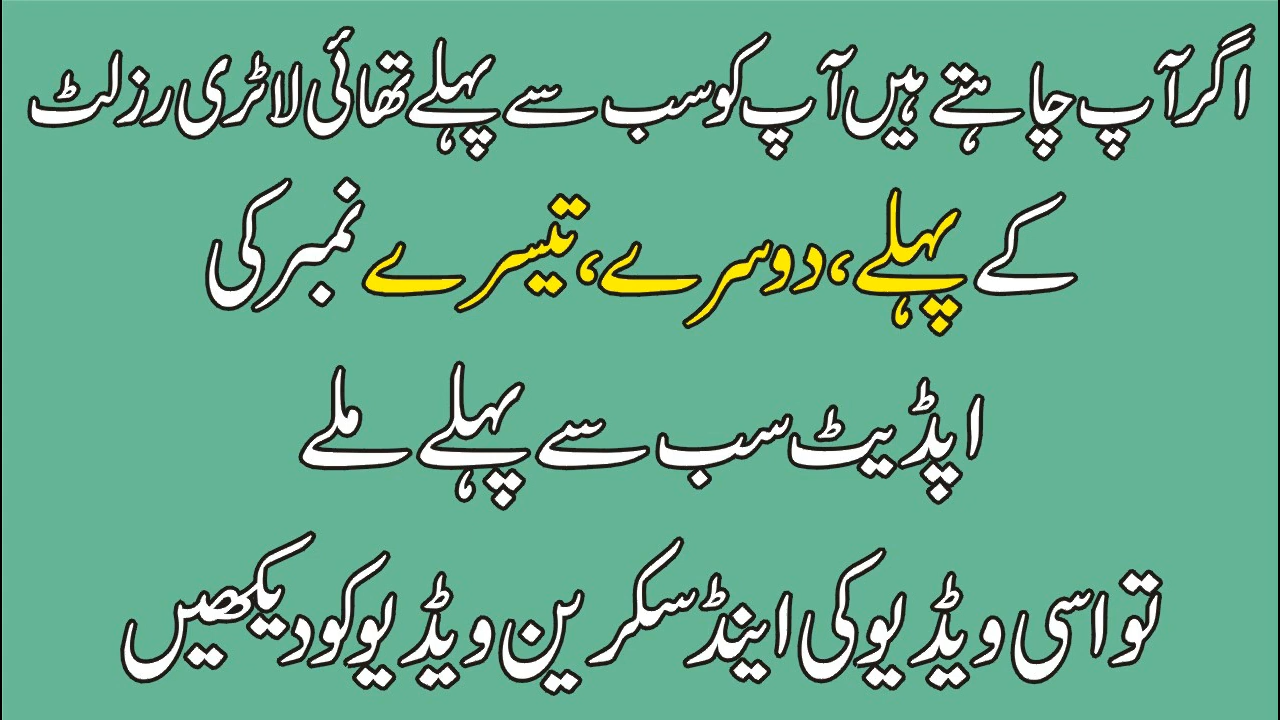 اگر آپ چاہتے ہیں آپ کو سب سے پہلے تھائی لاٹری رزلٹ
کے پہلے ، دوسرے ، تیسرے نمبر کی
اپڈیٹ سب سے پہلے ملے
تو اسی ویڈیو کی اینڈ سکرین ویڈیو کو دیکھیں